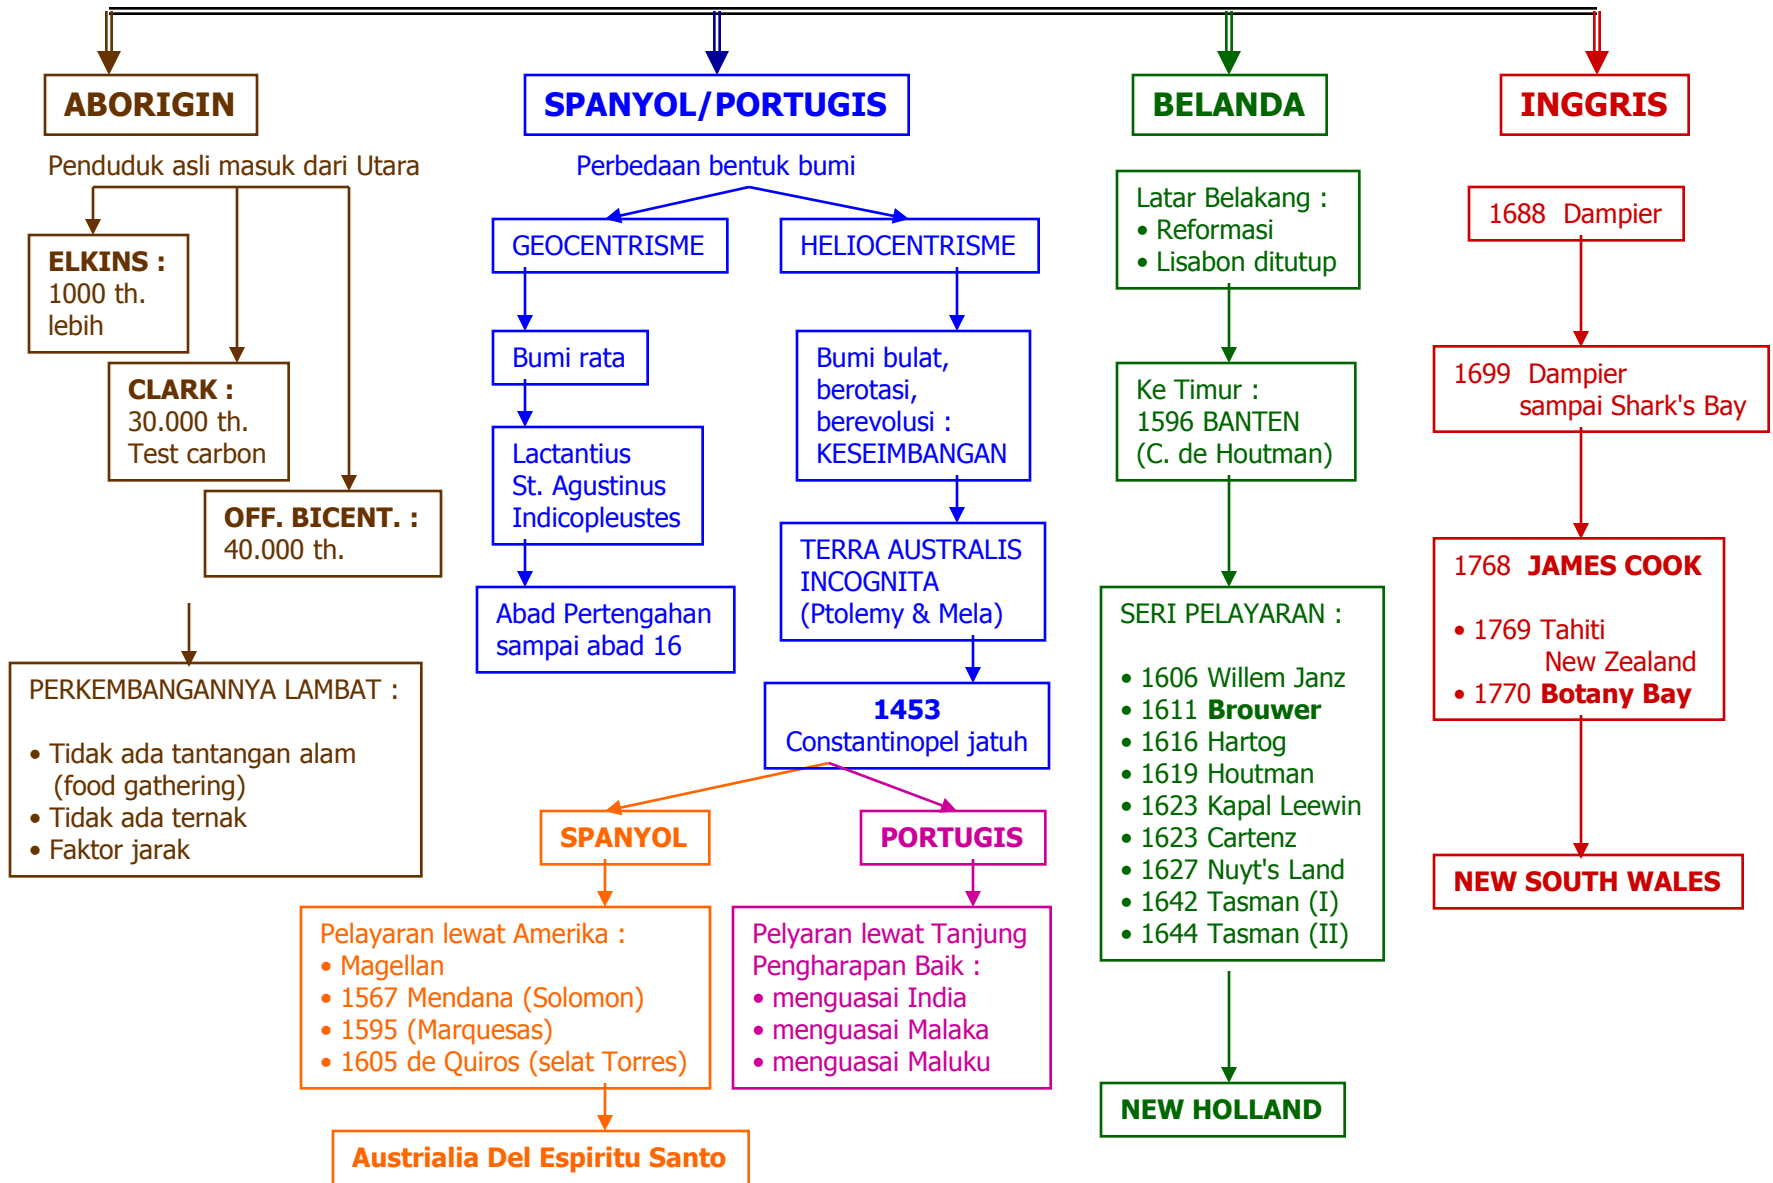 ABORIGIN
Penduduk asli masuk dari Utara
ELKINS :
1000 th.
lebih
CLARK :
30.000 th.
Test carbon
OFF. BICENT. :
40.000 th.
PERKEMBANGANNYA LAMBAT :
• Tidak ada tantangan alam
(food gathering)
• Tidak ada ternak
• Faktor jarak
SPANYOL/PORTUGIS
Perbedaan bentuk bumi
GEOCENTRISME
Bumi rata
Lactantius
St. Agustinus
Indicopleustes
Abad Pertengahan
sampai abad 16
HELIOCENTRISME
Bumi bulat,
berotasi,
berevolusi :
KESEIMBANGAN
TERRA AUSTRALIS
INCOGNITA
(Ptolemy & Mela)
1453
Constantinopel jatuh
SPANYOL
Pelayaran lewat Amerika :
• Magellan
• 1567 Mendana (Solomon)
• 1595 (Marquesas)
• 1605 de Quiros (selat Torres)
Austrialia Del Espiritu Santo
PORTUGIS
Pelyaran lewat Tanjung
Pengharapan Baik :
• menguasai India
• menguasai Malaka
• menguasai Maluku
BELANDA
Latar Belakang :
• Reformasi
• Lisabon ditutup
Ke Timur :
1596 BANTEN
(C. de Houtman)
SERI PELAYARAN :
• 1606 Willem Janz
• 1611 Brouwer
• 1616 Hartog
• 1619 Houtman
• 1623 Kapal Leewin
• 1623 Cartenz
• 1627 Nuyt's Land
• 1642 Tasman (I)
• 1644 Tasman (II)
NEW HOLLAND
INGGRIS
1688 Dampier
1699 Dampier
sampai Shark's Bay
1768 JAMES COOK
• 1769 Tahiti
New Zealand
• 1770 Botany Bay
NEW SOUTH WALES